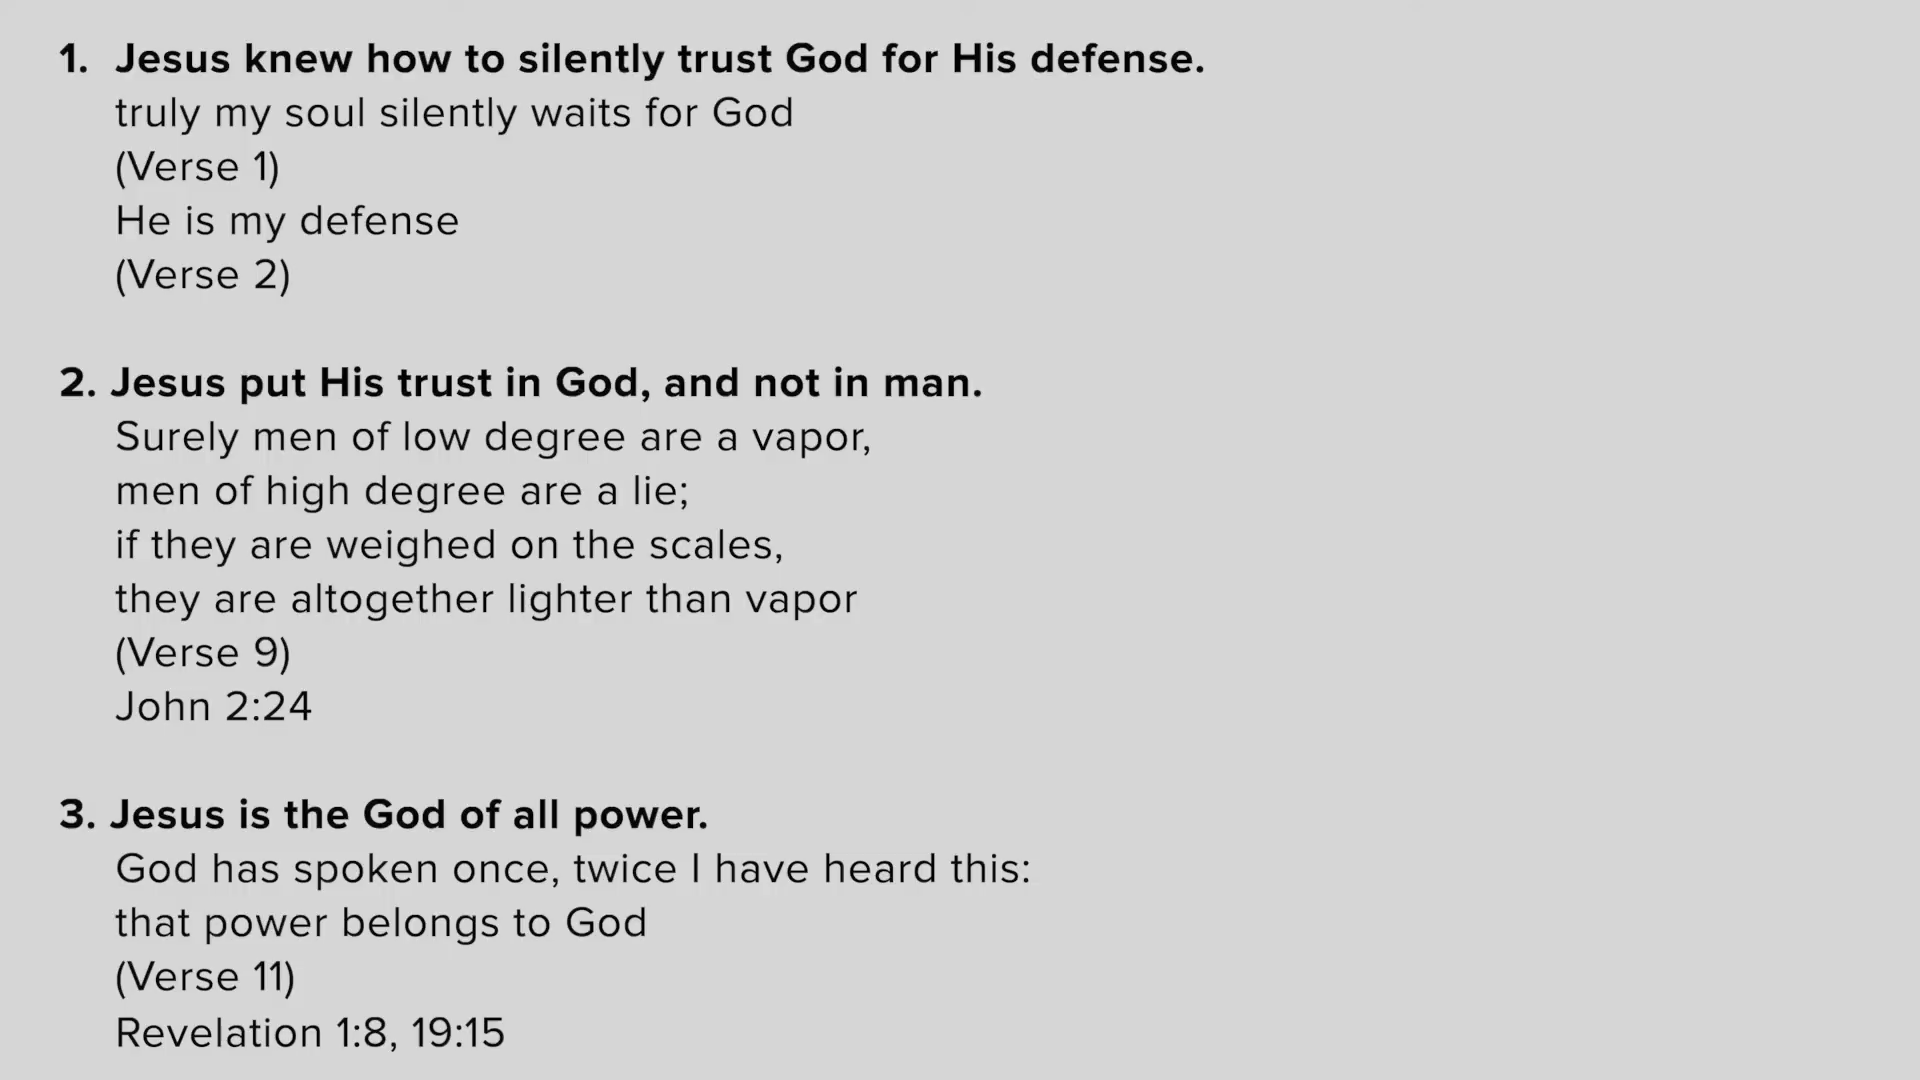 1. Jesus knew how to silently trust God for His defense.
truly my soul silently waits for God
(Verse 1)
He is my defense
(Verse 2)
2. Jesus put His trust in God, and not in man.
Surely men of low degree are a vapor,
men of high degree are a lie;
if they are weighed on the scales,
they are altogether lighter than vapor
(Verse 9)
John 2:24
3. Jesus is the God of all power.
God has spoken once, twice I have heard this:
that power belongs to God
(Verse 11)
Revelation 1:8, 19:15